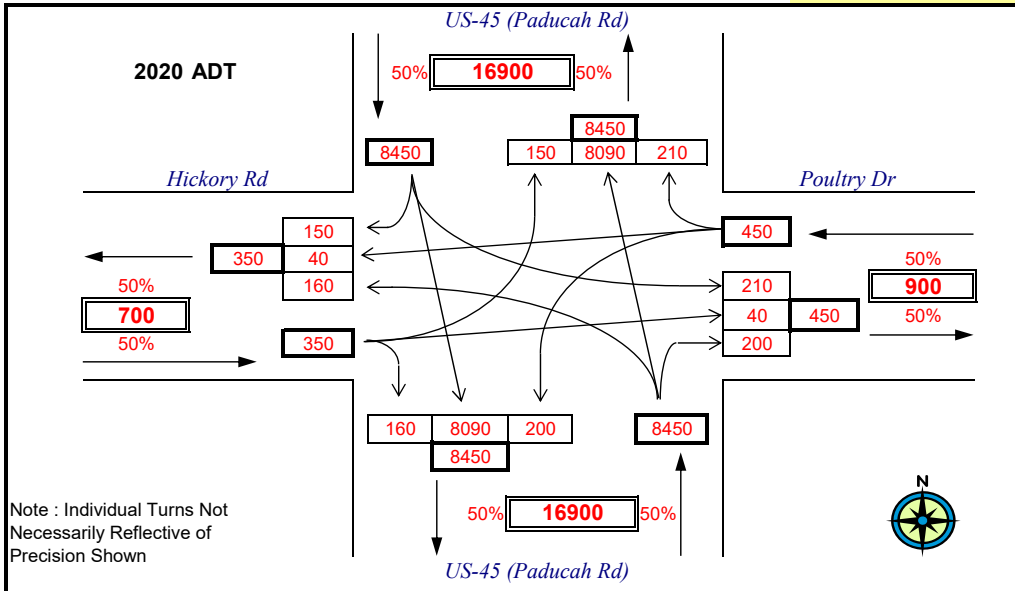 US-45 (Paducah Rd)
2020 ADT
50% 16900 50%
8450
8450
150 8090 210
Hickory Rd
Poultry Dr
150
350 40
160
450
50%
700
50%
350
50%
900
50%
210
40 450
200
160 8090 200
8450
8450
50% 16900 50%
N
Note : Individual Turns Not
Necessarily Reflective of
Precision Shown
US-45 (Paducah Rd)